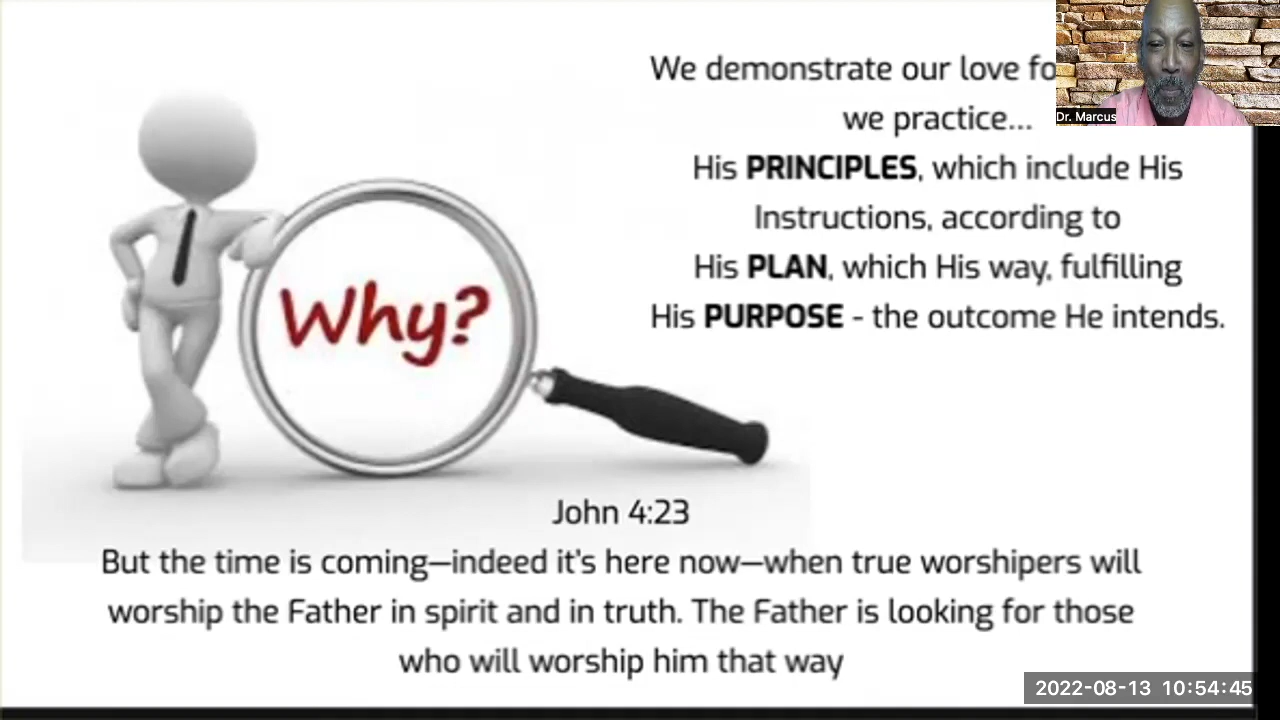 We demonstrate our love fo
we practice...
His PRINCIPLES, which include His
Instructions, according to
His PLAN, which His way, fulfilling
His PURPOSE - the outcome He intends.
Dr. Marcus
Why?
John 4:23
But the time is coming—indeed it's here now—when true worshipers will
worship the Father in spirit and in truth. The Father is looking for those
who will worship him that way
2022-08-13 10:54:45